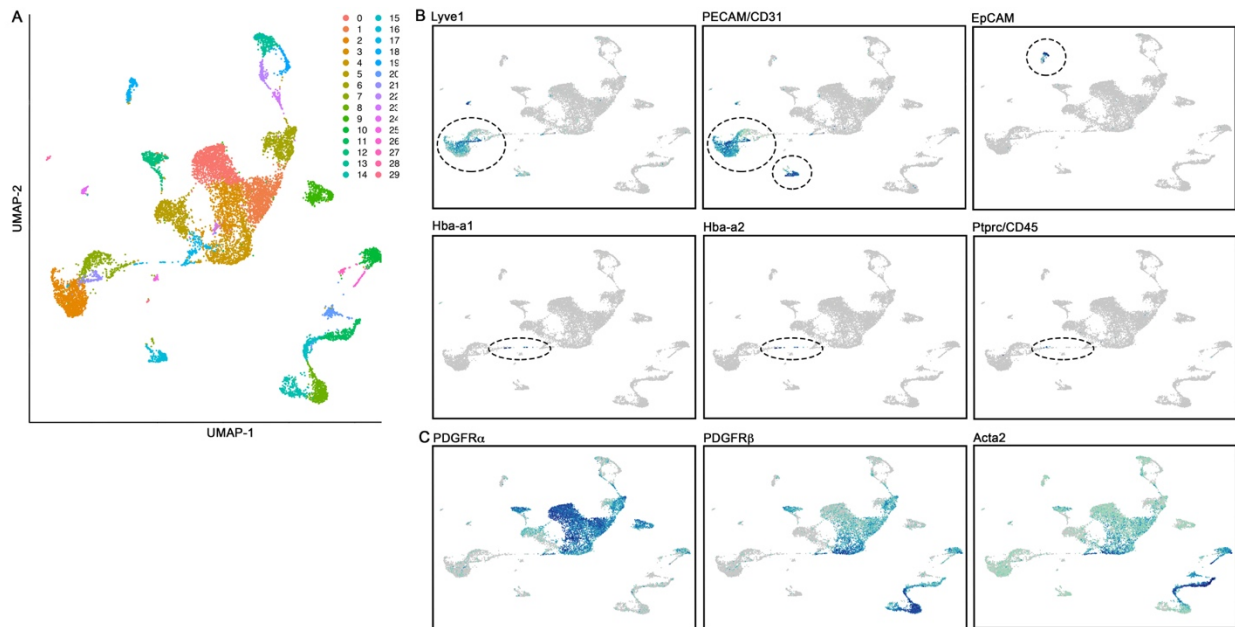 A
0 15
1 16
2 17
3 18
4 19
5 20
6 21
7 22
8 23
9 24
10 25
11 26
12 27
13 28
14 29
UMAP-2
UMAP-1
B
Lyve1 PECAM/CD31 EpCAM
Hba-a1 Hba-a2 Ptprc/CD45
C PDGFRα PDGFRβ Acta2